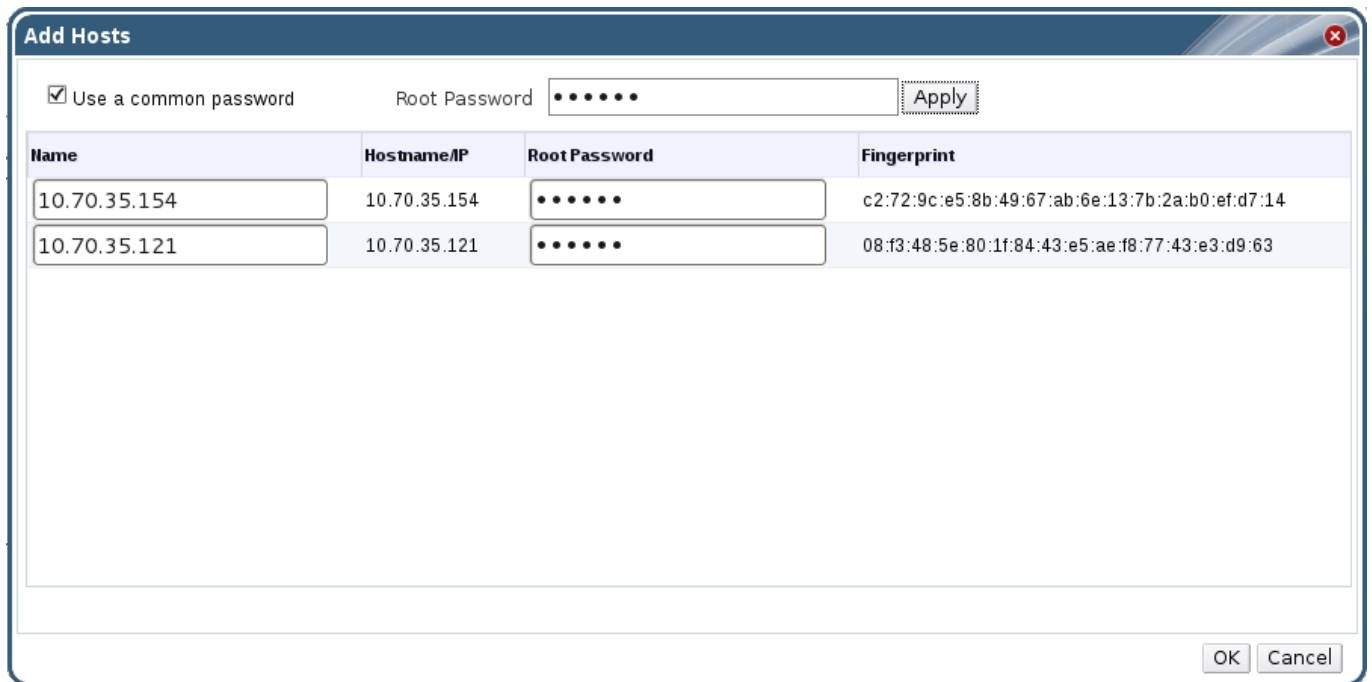 Add Hosts
Use a common password Root Password •••••• Apply
Name Hostname/IP Root Password Fingerprint
10.70.35.154 10.70.35.154 •••••• c2:72:9c:e5:8b:49:67:ab:6e:13:7b:2a:b0:ef:d7:14
10.70.35.121 10.70.35.121 •••••• 08:f3:48:5e:80:1f:84:43:e5:ae:f8:77:43:e3:d9:63
OK Cancel